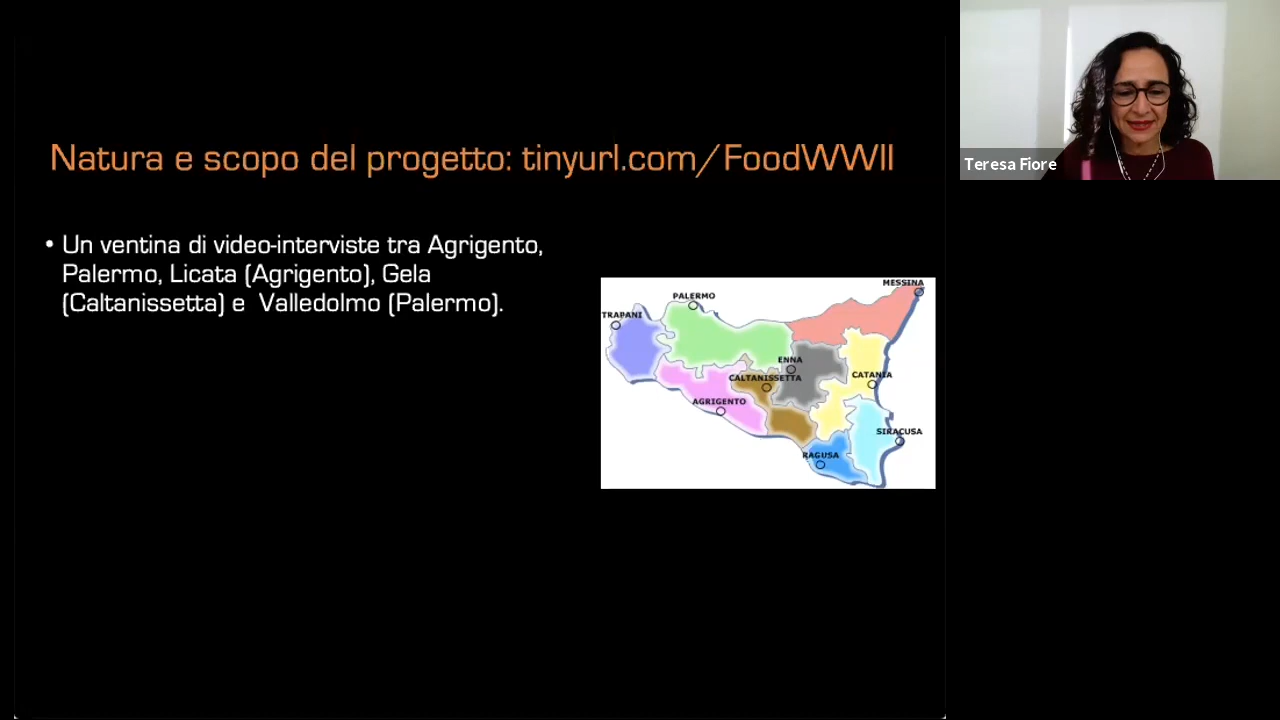 Natura e scopo del progetto: tinyurl.com/FoodWWII
• Un ventina di video-interviste tra Agrigento,
Palermo, Licata (Agrigento), Gela
(Caltanissetta) e  Valledolmo (Palermo).
MESSINA
PALERMO
TRAPANI
ENNA
CALTANISSETTA
CATANIA
AGRIGENTO
SIRACUSA
RAGUSA
Teresa Fiore